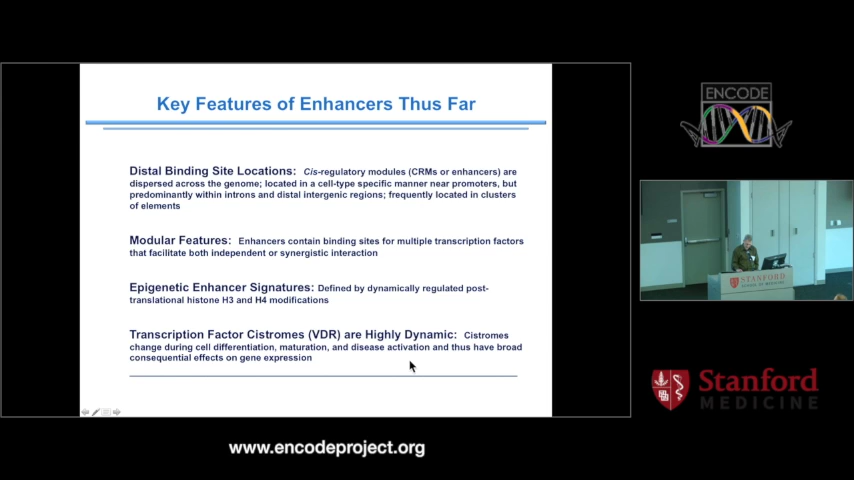 Key Features of Enhancers Thus Far
Distal Binding Site Locations: Cis-regulatory modules (CRMs or enhancers) are
dispersed across the genome; located in a cell-type specific manner near promoters, but
predominantly within introns and distal intergenic regions; frequently located in clusters
of elements
Modular Features: Enhancers contain binding sites for multiple transcription factors
that facilitate both independent or synergistic interaction
Epigenetic Enhancer Signatures: Defined by dynamically regulated post-
translational histone H3 and H4 modifications
Transcription Factor Cistromes (VDR) are Highly Dynamic: Cistromes
change during cell differentiation, maturation, and disease activation and thus have broad
consequential effects on gene expression
ENCODE
STANFORD
SCHOOL OF MEDICINE
Stanford
MEDICINE
www.encodeproject.org